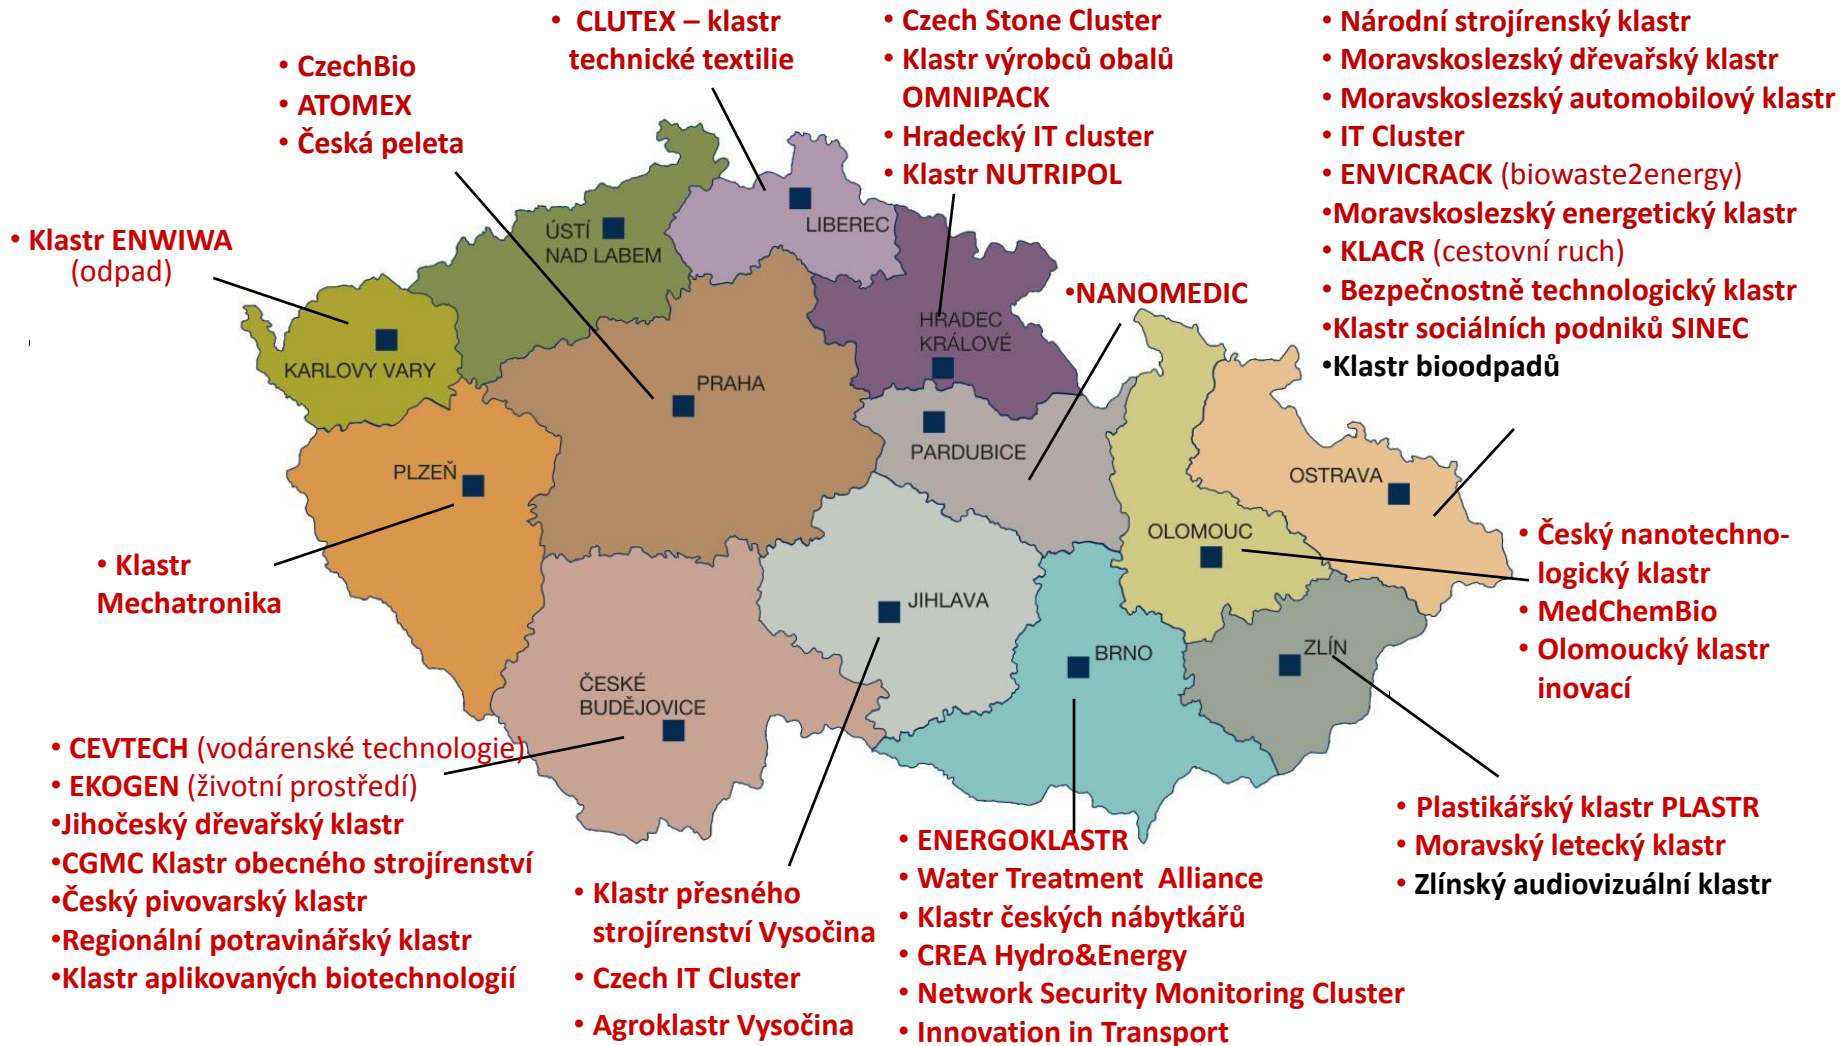 • CLUTEX – klastr
technické textilie
• Czech Stone Cluster
• Klastr výrobců obalů
OMNIPACK
• Hradecký IT cluster
• Klastr NUTRIPOL
• Národní strojírenský klastr
• Moravskoslezský dřevařský klastr
• Moravskoslezský automobilový klastr
• IT Cluster
• ENVICRACK (biowaste2energy)
•Moravskoslezský energetický klastr
• KLACR (cestovní ruch)
• Bezpečnostně technologický klastr
•Klastr sociálních podniků SINEC
•Klastr bioodpadů
• CzechBio
• ATOMEX
• Česká peleta
• Klastr ENWIWA
(odpad)
•NANOMEDIC
ÚSTÍ
NAD LABEM
LIBEREC
HRADEC
KRÁLOVÉ
KARLOVY VARY
PRAHA
PARDUBICE
PLZEŇ
OSTRAVA
OLOMOUC
JIHLAVA
BRNO
ZLÍN
ČESKÉ
BUDĚJOVICE
• Klastr
Mechatronika
• Český nanotechno-
logický klastr
• MedChemBio
• Olomoucký klastr
inovací
• CEVTECH (vodárenské technologie)
• EKOGEN (životní prostředí)
•Jihočeský dřevařský klastr
•CGMC Klastr obecného strojírenství
•Český pivovarský klastr
•Regionální potravinářský klastr
•Klastr aplikovaných biotechnologií
• Klastr přesného
strojírenství Vysočina
• Czech IT Cluster
• Agroklastr Vysočina
• ENERGOKLASTR
• Water Treatment Alliance
• Klastr českých nábytkářů
• CREA Hydro&Energy
• Network Security Monitoring Cluster
• Innovation in Transport
• Plastikářský klastr PLASTR
• Moravský letecký klastr
• Zlínský audiovizuální klastr